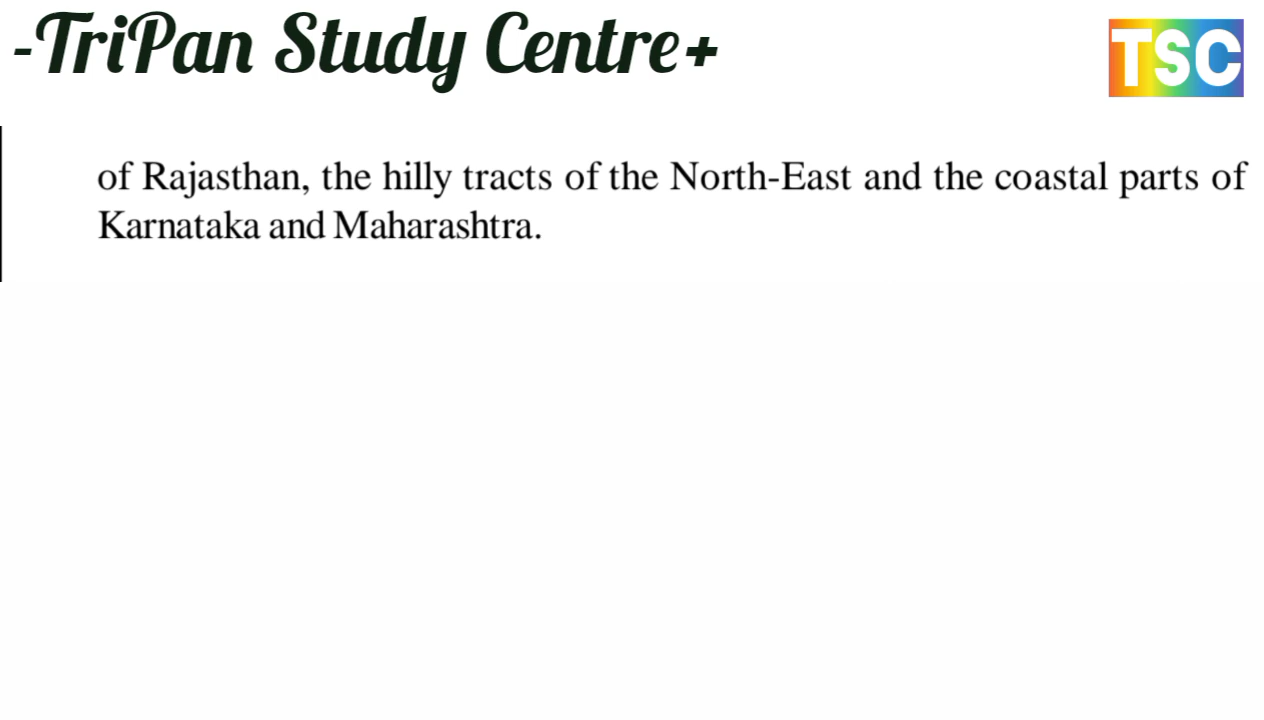 -TriPan Study Centre+
TSC
of Rajasthan, the hilly tracts of the North-East and the coastal parts of
Karnataka and Maharashtra.